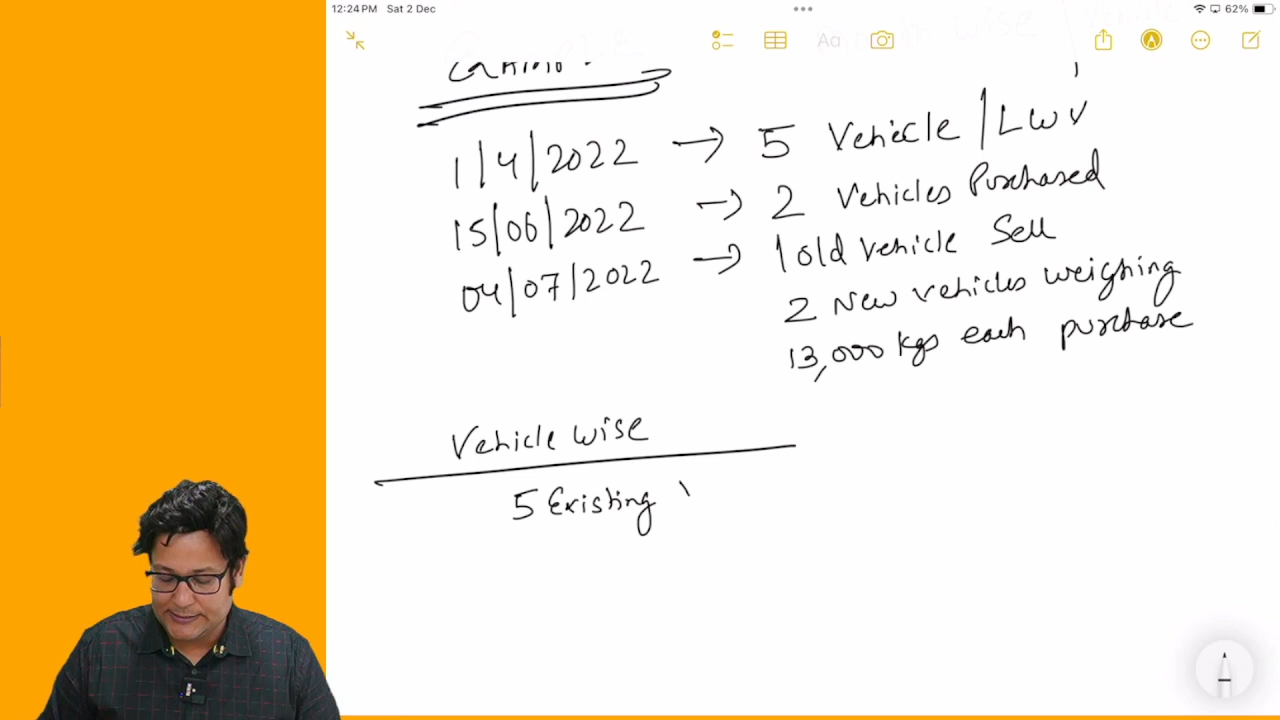 12:24 PM Sat 2 Dec
62%
Aa
1/4/2022 → 5 Vehicle / LWV
15/06/2022 → 2 Vehicles Purchased
04/07/2022 → 1 old Vehicle Sell
2 New vehicles weighing
13,000 kgs each purchase
Vehicle wise
5 Existing